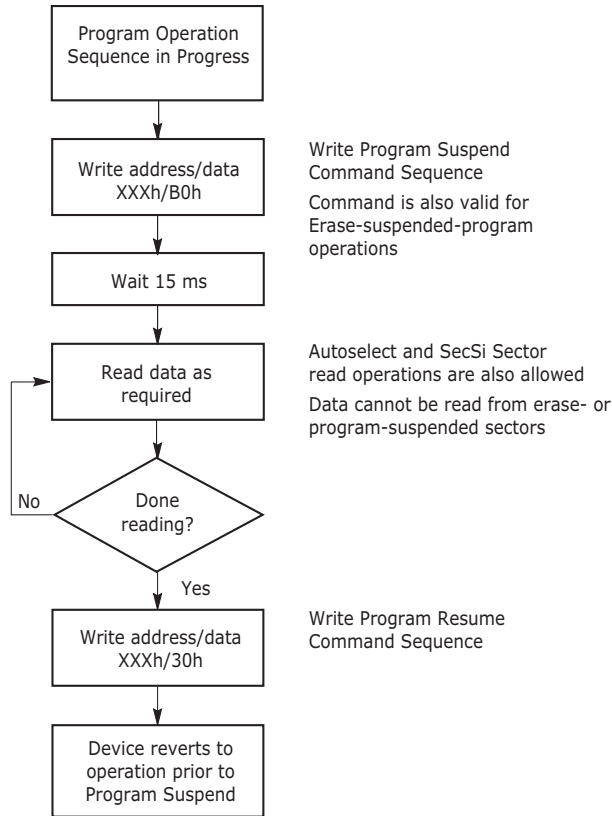 Program Operation
Sequence in Progress
Write address/data
XXXh/B0h
Write Program Suspend
Command Sequence
Command is also valid for
Erase-suspended-program
operations
Wait 15 ms
Read data as
required
Autoselect and SecSi Sector
read operations are also allowed
Data cannot be read from erase- or
program-suspended sectors
No
Done
reading?
Yes
Write address/data
XXXh/30h
Write Program Resume
Command Sequence
Device reverts to
operation prior to
Program Suspend